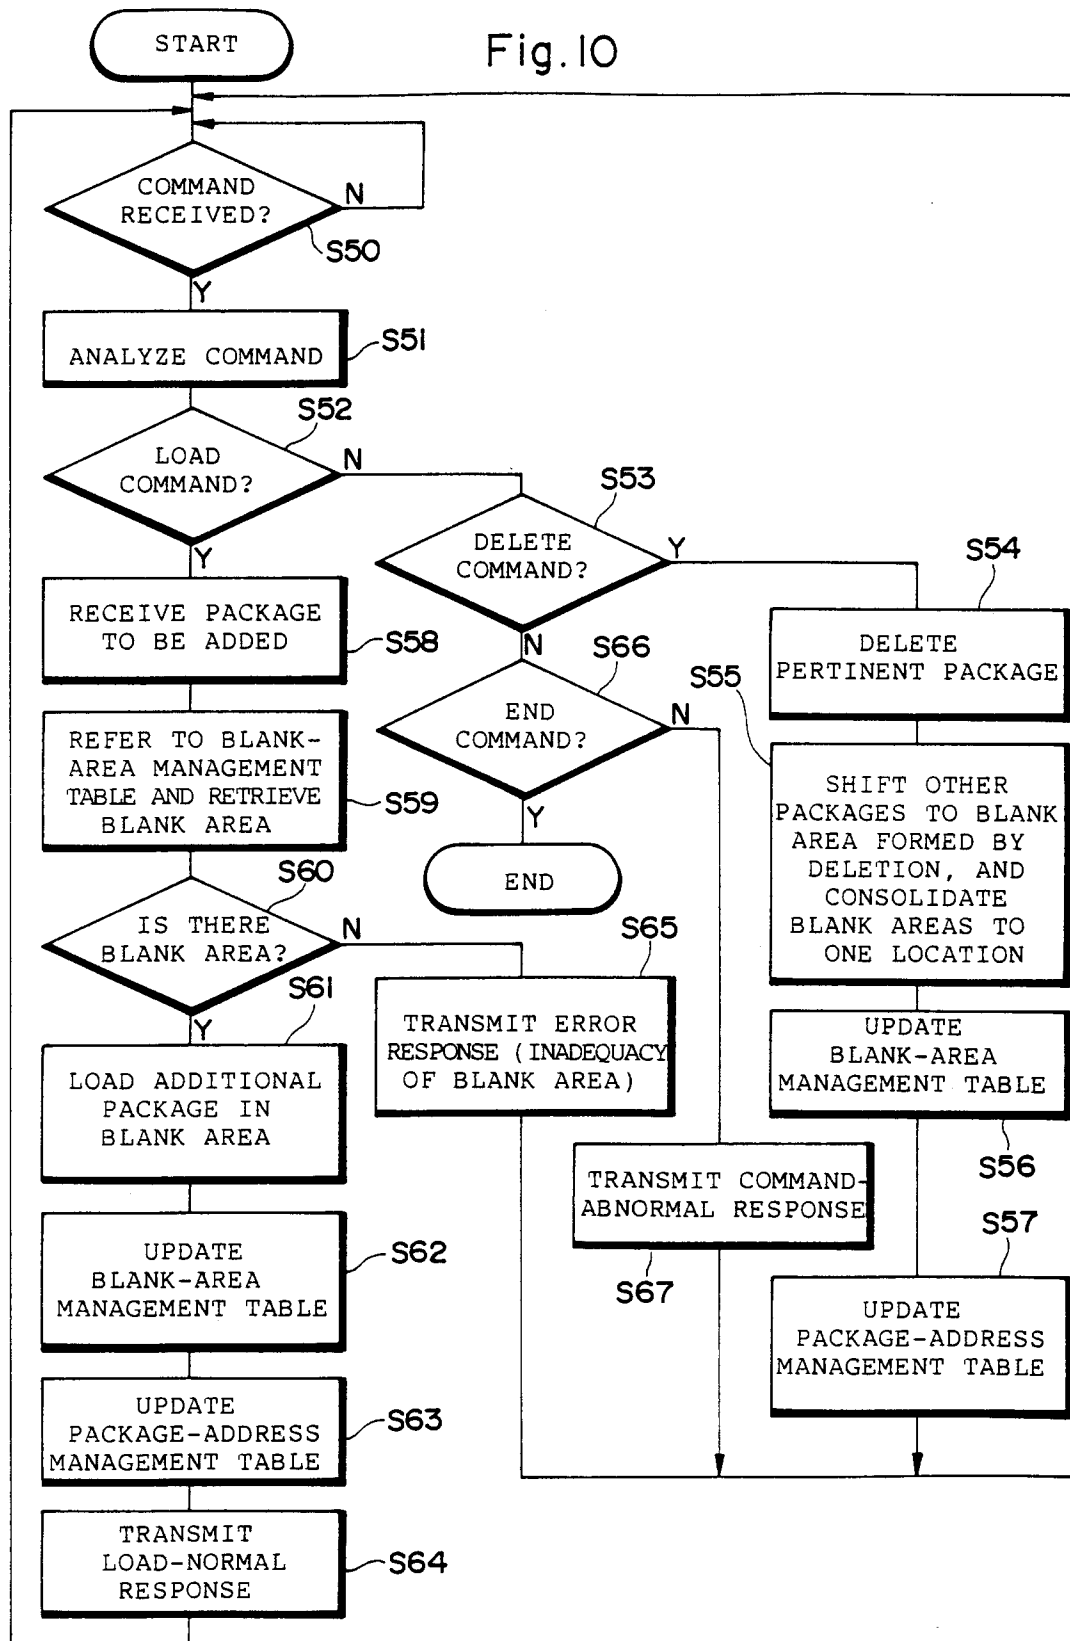 Fig.10
START
COMMAND
RECEIVED?
N
S50
Y
ANALYZE COMMAND
S51
S52
LOAD
COMMAND?
N
Y
S53
DELETE
COMMAND?
Y
N
S54
DELETE
PERTINENT PACKAGE
RECEIVE PACKAGE
TO BE ADDED
S58
S66
END
COMMAND?
N
Y
END
S55
SHIFT OTHER
PACKAGES TO BLANK
AREA FORMED BY
DELETION, AND
CONSOLIDATE
BLANK AREAS TO
ONE LOCATION
REFER TO BLANK-
AREA MANAGEMENT
TABLE AND RETRIEVE
BLANK AREA
S59
S60
IS THERE
BLANK AREA?
N
Y
S65
TRANSMIT ERROR
RESPONSE (INADEQUACY
OF BLANK AREA)
UPDATE
BLANK-AREA
MANAGEMENT TABLE
S56
S61
LOAD ADDITIONAL
PACKAGE IN
BLANK AREA
TRANSMIT COMMAND-
ABNORMAL RESPONSE
S67
S57
UPDATE
PACKAGE-ADDRESS
MANAGEMENT TABLE
UPDATE
BLANK-AREA
MANAGEMENT TABLE
S62
UPDATE
PACKAGE-ADDRESS
MANAGEMENT TABLE
S63
TRANSMIT
LOAD-NORMAL
RESPONSE
S64